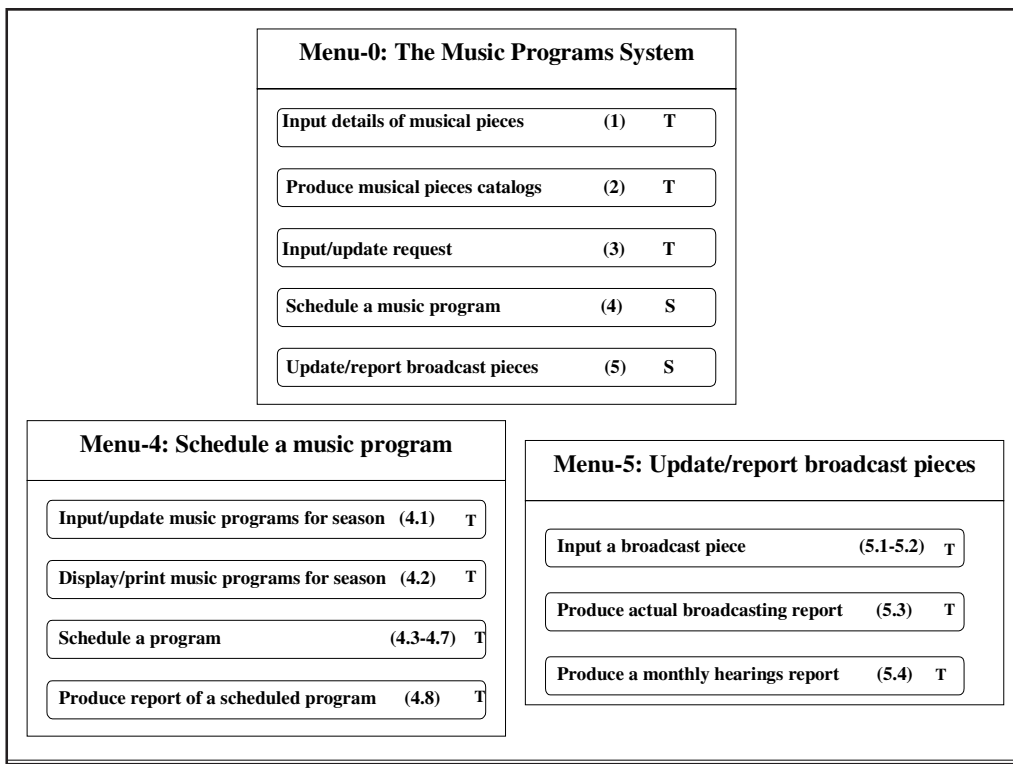 Menu-0: The Music Programs System
Input details of musical pieces (1) T
Produce musical pieces catalogs (2) T
Input/update request (3) T
Schedule a music program (4) S
Update/report broadcast pieces (5) S
Menu-4: Schedule a music program
Input/update music programs for season (4.1) T
Display/print music programs for season (4.2) T
Schedule a program (4.3-4.7) T
Produce report of a scheduled program (4.8) T
Menu-5: Update/report broadcast pieces
Input a broadcast piece (5.1-5.2) T
Produce actual broadcasting report (5.3) T
Produce a monthly hearings report (5.4) T